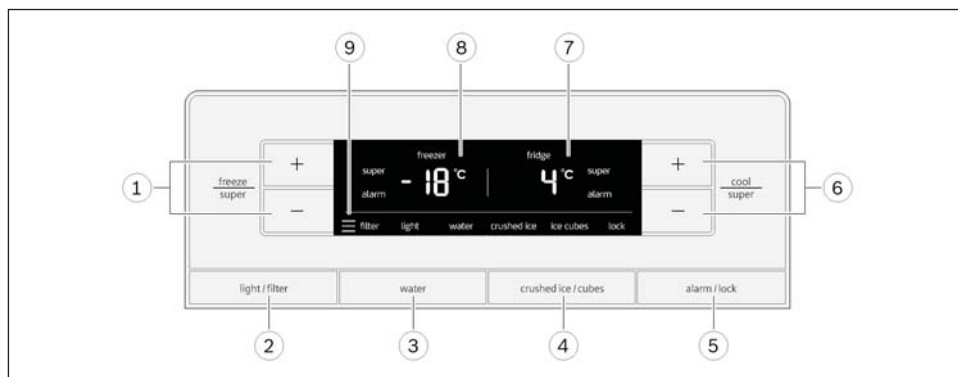 9 8 7
freezer fridge
+ super -18 °C 4 °C super +
1 freeze super alarm alarm cool super 6
− −
filter light water crushed ice ice cubes lock
light / filter water crushed ice / cubes alarm / lock
2 3 4 5